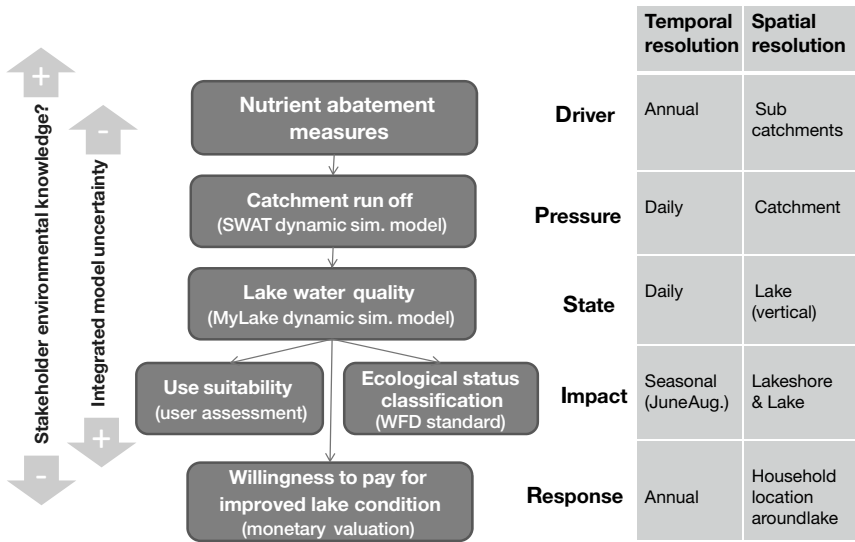 Temporal resolution
Spatial resolution
Stakeholder environmental knowledge?
+
-
Integrated model uncertainty
-
+
Nutrient abatement
measures
Driver
Annual
Sub
catchments
Catchment run off
(SWAT dynamic sim. model)
Pressure
Daily
Catchment
Lake water quality
(MyLake dynamic sim. model)
State
Daily
Lake
(vertical)
Use suitability
(user assessment)
Ecological status
classification
(WFD standard)
Impact
Seasonal
(JuneAug.)
Lakeshore
& Lake
Willingness to pay for
improved lake condition
(monetary valuation)
Response
Annual
Household
location
aroundlake